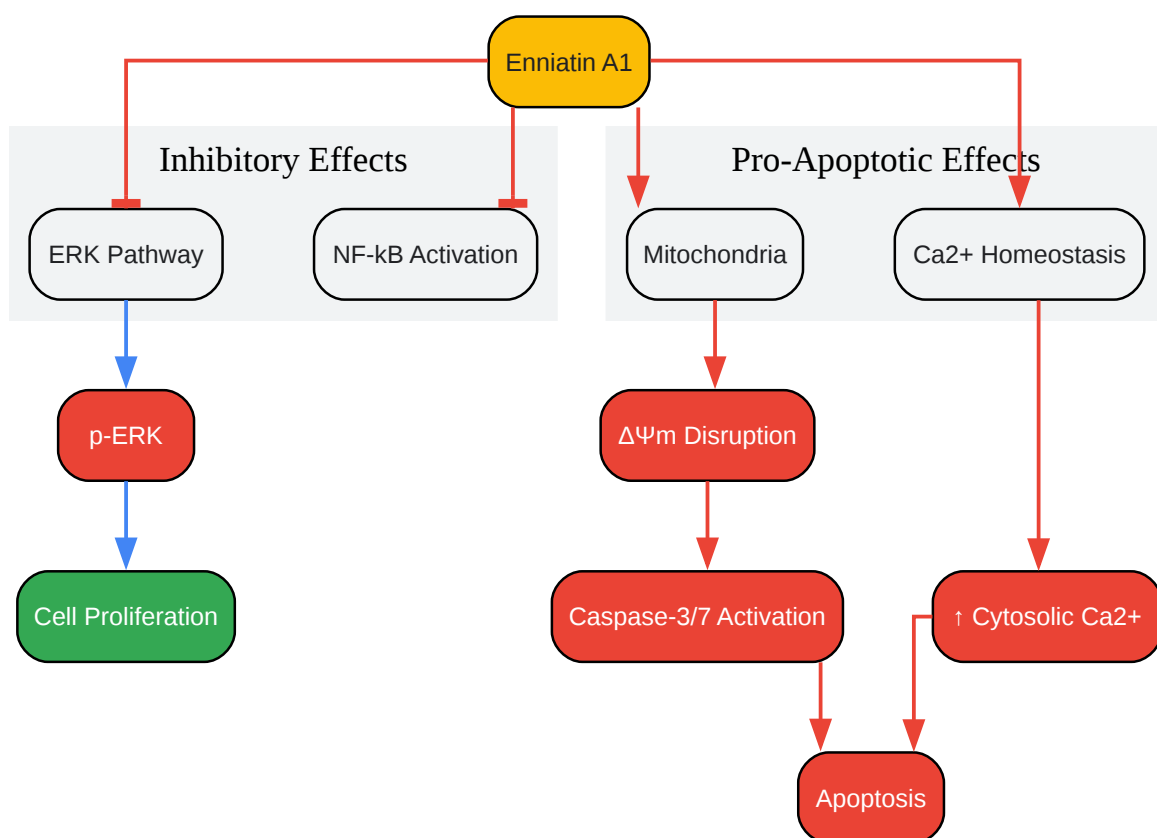 Enniatin A1
Inhibitory Effects
Pro-Apoptotic Effects
ERK Pathway
NF-kB Activation
Mitochondria
Ca2+ Homeostasis
p-ERK
ΔΨm Disruption
Cell Proliferation
Caspase-3/7 Activation
↑ Cytosolic Ca2+
Apoptosis